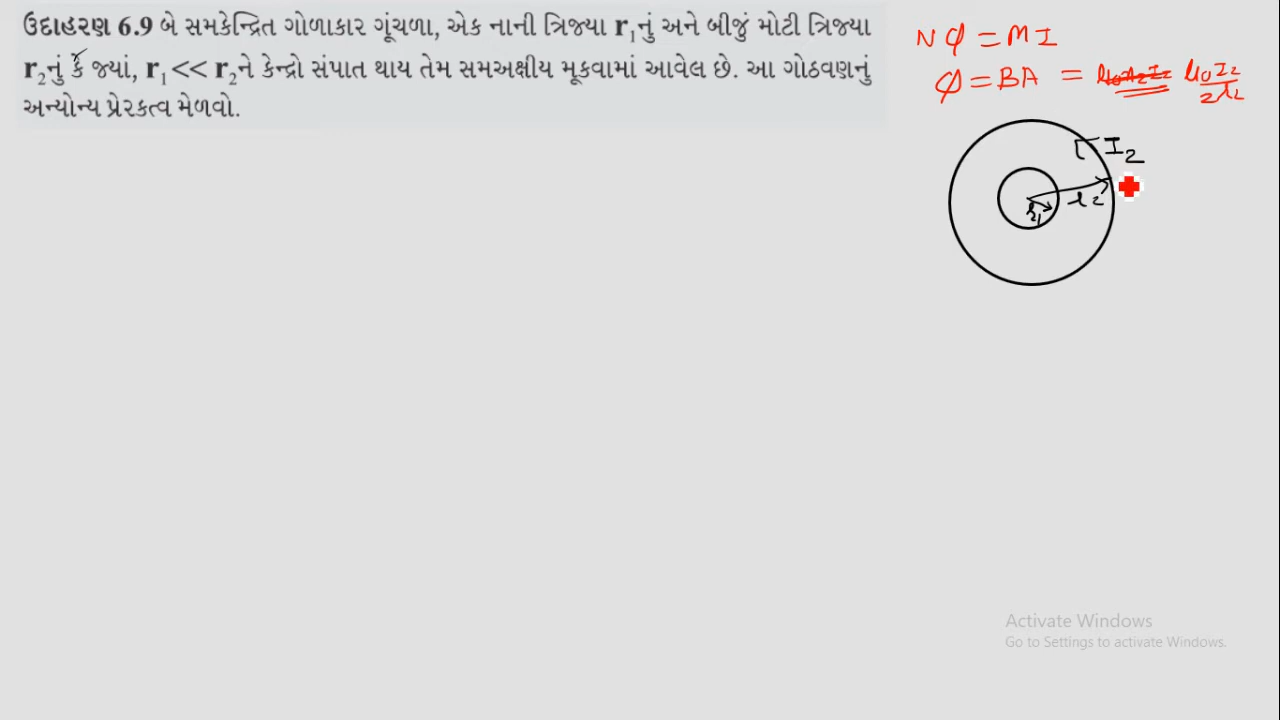 ઉદાહરણ 6.9 બે સમકેન્દ્રિત ગોળાકાર ગૂંચળા, એક નાની ત્રિજ્યા r₁નું અને બીજું મોટી ત્રિજ્યા
r₂નું કે જ્યાં, r₁ << r₂ને કેન્દ્રો સંપાત થાય તેમ સમઅક્ષીય મૂકવામાં આવેલ છે. આ ગોઠવણનું
અન્યોન્ય પ્રેરકત્વ મેળવો.
Nφ = MI
φ = BA = μ₀I₂/2r₂
I₂
r₂
r₁
Activate Windows
Go to Settings to activate Windows.